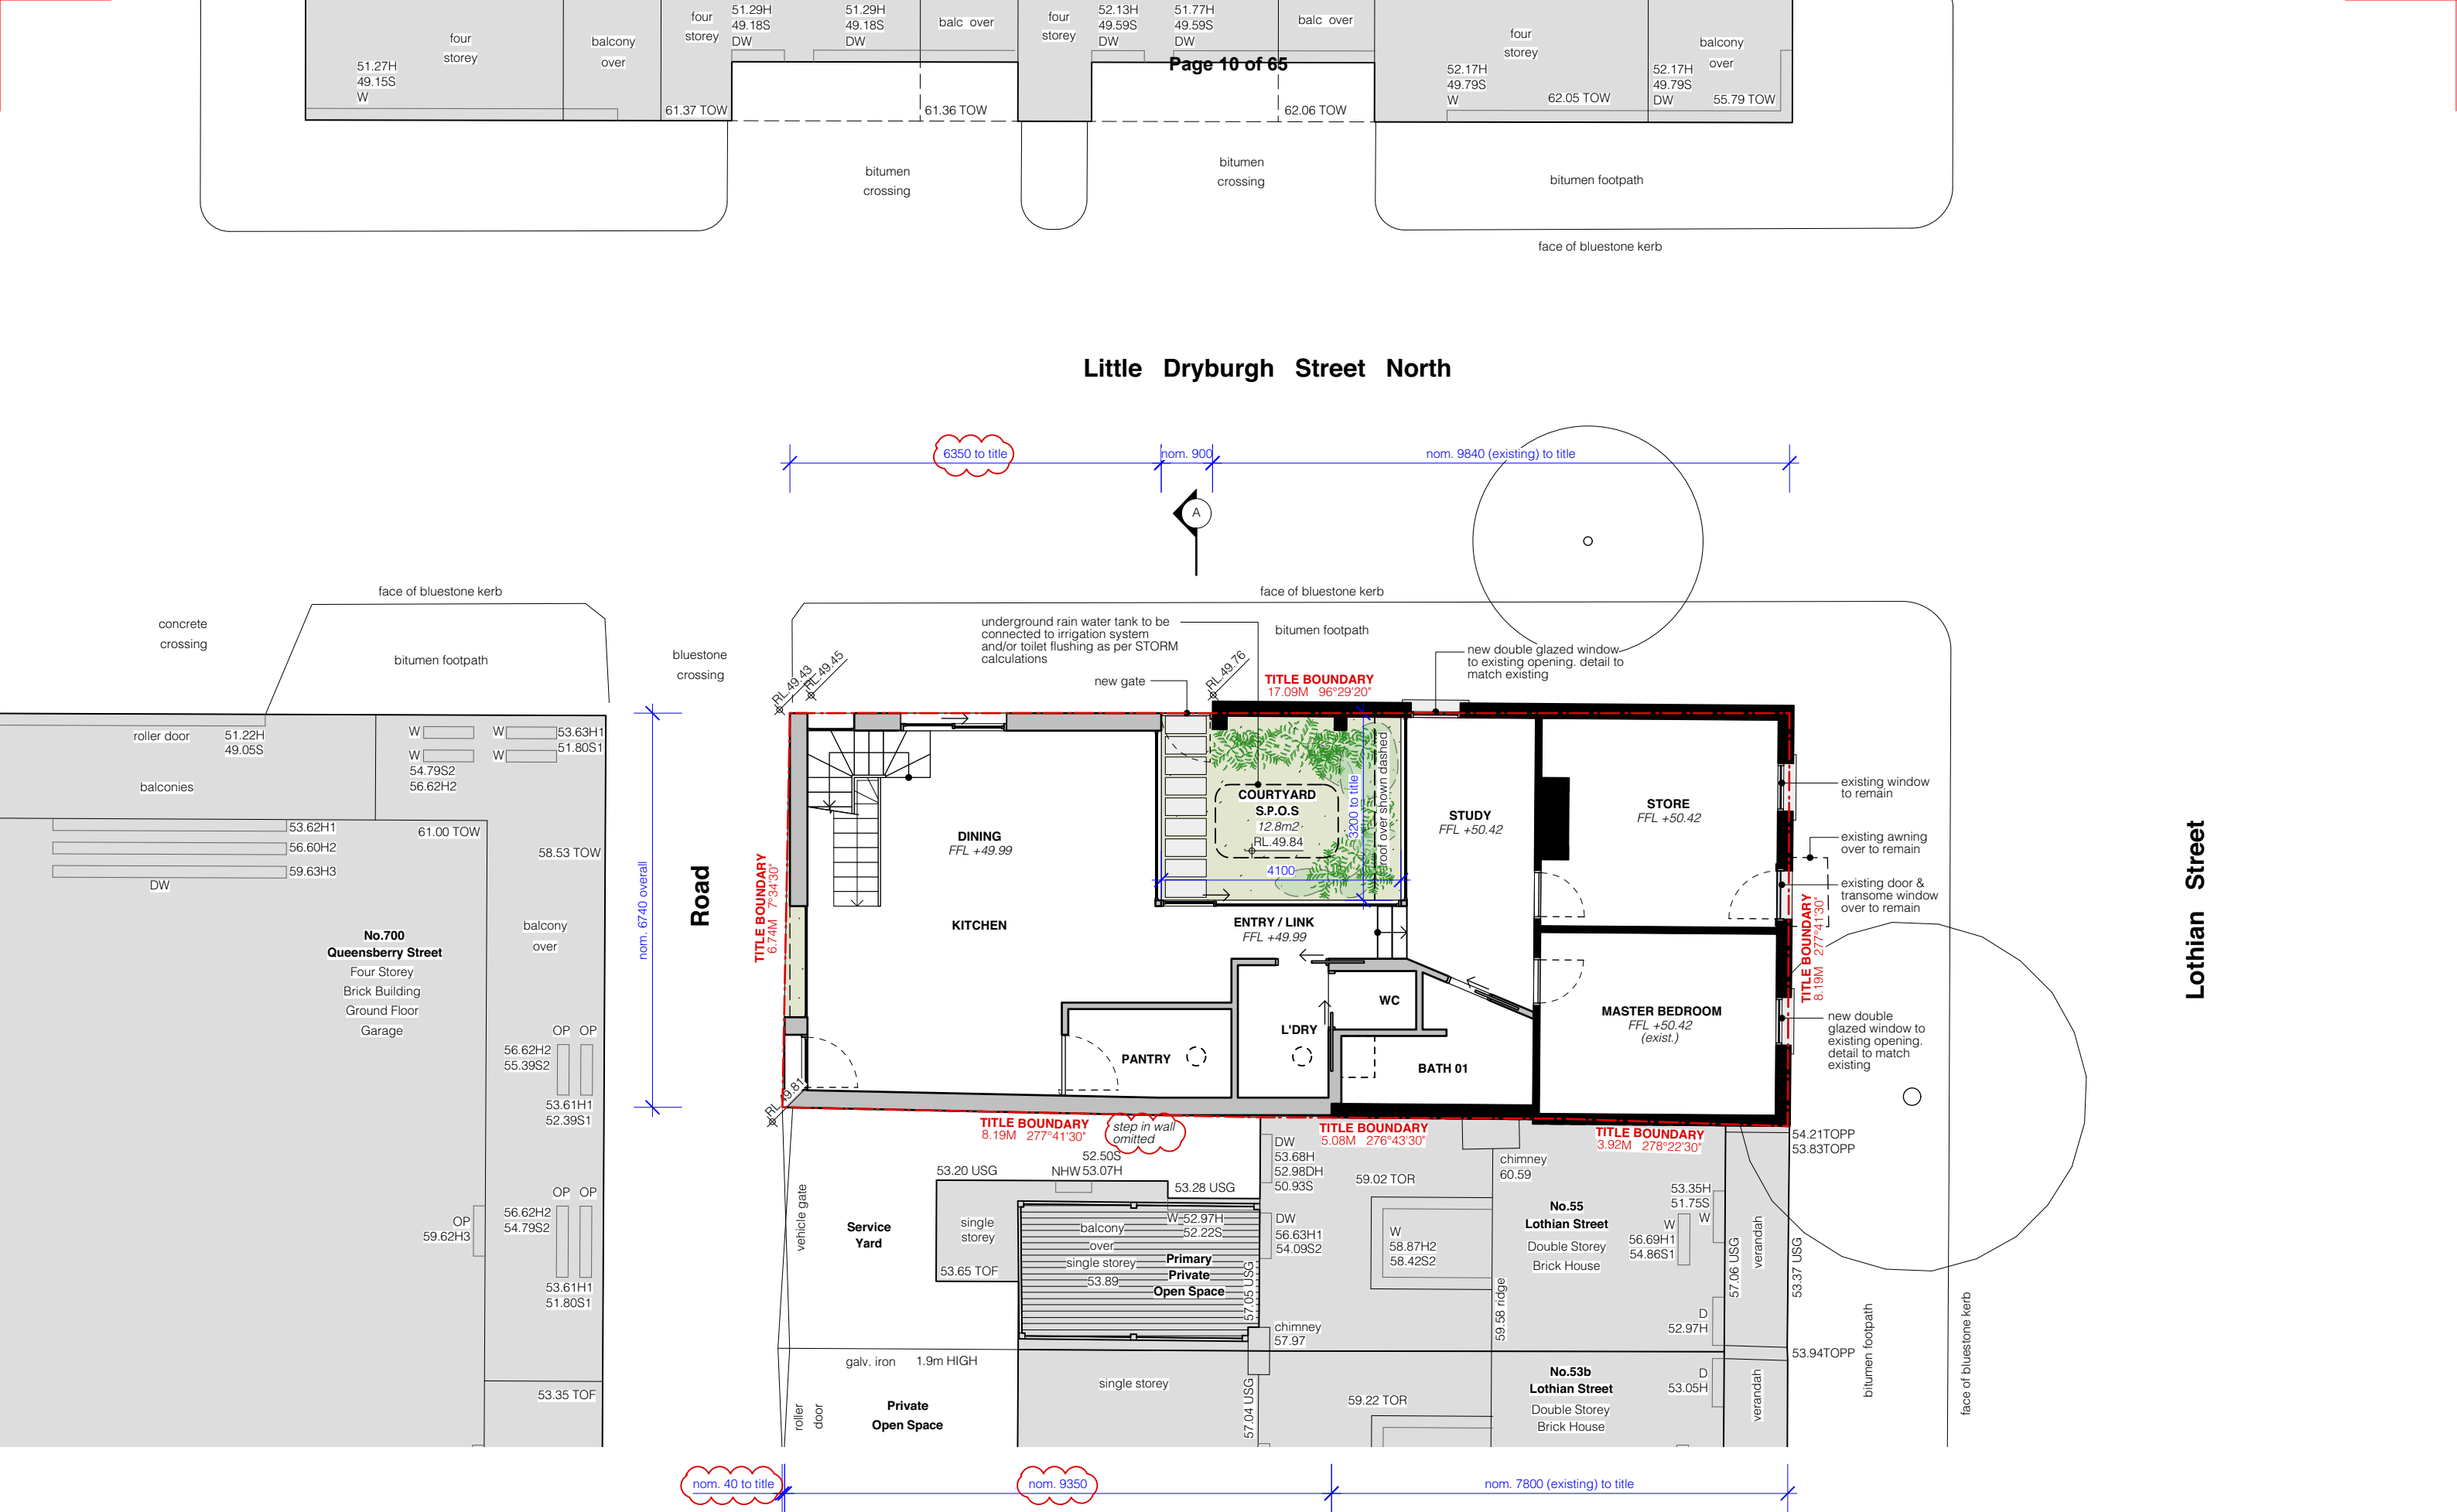 51.27H
49.15S
W
four
storey
balcony
over
four
storey
51.29H
49.18S
DW
61.37 TOW
51.29H
49.18S
DW
balc over
61.36 TOW
four
storey
52.13H
49.59S
DW
51.77H
49.59S
DW
balc over
Page 10 of 65
62.06 TOW
four
storey
52.17H
49.79S
W
62.05 TOW
52.17H
49.79S
DW
balcony
over
55.79 TOW
bitumen
crossing
bitumen
crossing
bitumen footpath
face of bluestone kerb
Little Dryburgh Street North
6350 to title
nom. 900
nom. 9840 (existing) to title
A
face of bluestone kerb
face of bluestone kerb
concrete
crossing
bitumen footpath
bluestone
crossing
underground rain water tank to be
connected to irrigation system
and/or toilet flushing as per STORM
calculations
bitumen footpath
new double glazed window
to existing opening. detail to
match existing
new gate
RL.49.43
RL.49.45
RL.49.76
TITLE BOUNDARY
17.09M 96°29'20"
roller door
51.22H
49.05S
balconies
W
W
54.79S2
56.62H2
W
W
53.63H1
51.80S1
53.62H1
56.60H2
59.63H3
DW
61.00 TOW
58.53 TOW
No.700
Queensberry Street
Four Storey
Brick Building
Ground Floor
Garage
balcony
over
OP OP
56.62H2
55.39S2
53.61H1
52.39S1
OP OP
56.62H2
54.79S2
OP
59.62H3
53.61H1
51.80S1
53.35 TOF
nom. 6740 overall
Road
TITLE BOUNDARY
6.74M 7°34'30"
DINING
FFL +49.99
KITCHEN
COURTYARD
S.P.O.S
12.8m2
RL.49.84
4100
3200 to title
roof over shown dashed
ENTRY / LINK
FFL +49.99
STUDY
FFL +50.42
STORE
FFL +50.42
existing window
to remain
existing awning
over to remain
existing door &
transome window
over to remain
TITLE BOUNDARY
8.19M 277°41'30"
Lothian Street
WC
L'DRY
PANTRY
BATH 01
MASTER BEDROOM
FFL +50.42
(exist.)
new double
glazed window to
existing opening.
detail to match
existing
RL.49.81
TITLE BOUNDARY
8.19M 277°41'30"
step in wall
omitted
TITLE BOUNDARY
5.08M 276°43'30"
TITLE BOUNDARY
3.92M 278°22'30"
54.21TOPP
53.83TOPP
vehicle gate
Service
Yard
53.20 USG
52.50S
NHW 53.07H
53.28 USG
single
storey
53.65 TOF
balcony
over
single storey
53.89
W 52.97H
52.22S
Primary
Private
Open Space
57.05 USG
DW
53.68H
52.98DH
50.93S
DW
56.63H1
54.09S2
chimney
57.97
59.02 TOR
W
58.87H2
58.42S2
chimney
60.59
59.58 ridge
No.55
Lothian Street
Double Storey
Brick House
53.35H
51.75S
W
W
56.69H1
54.86S1
D
52.97H
57.06 USG
verandah
53.37 USG
bitumen footpath
face of bluestone kerb
53.94TOPP
galv. iron 1.9m HIGH
roller
door
Private
Open Space
single storey
57.04 USG
59.22 TOR
No.53b
Lothian Street
Double Storey
Brick House
D
53.05H
verandah
nom. 40 to title
nom. 9350
nom. 7800 (existing) to title